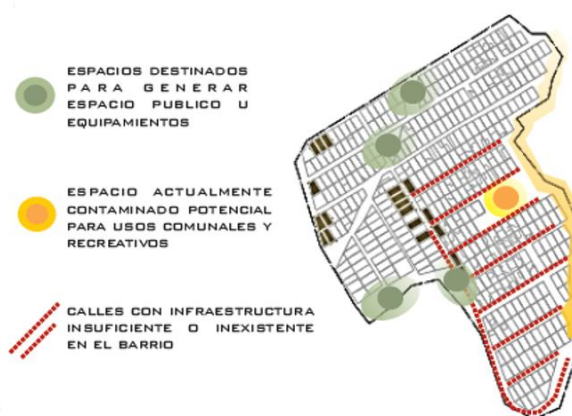 ESPACIOS DESTINADOS
PARA GENERAR
ESPACIO PUBLICO U
EQUIPAMIENTOS
ESPACIO ACTUALMENTE
CONTAMINADO POTENCIAL
PARA USOS COMUNALES Y
RECREATIVOS
CALLES CON INFRAESTRUCTURA
INSUFICIENTE O INEXISTENTE
EN EL BARRIO